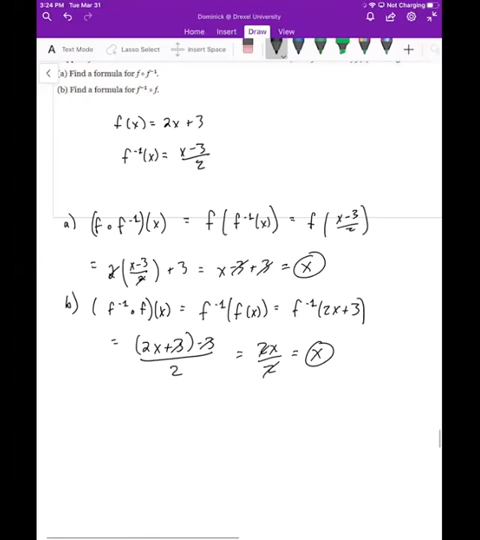 3:24 PM Tue Mar 31
Not Charging
Dominick @ Drexel University
Home Insert Draw View
Text Mode Lasso Select Insert Space
(a) Find a formula for f∘f⁻¹.
(b) Find a formula for f⁻¹∘f.
f(x) = 2x + 3
f⁻¹(x) = (x-3)/2
a) (f∘f⁻¹)(x) = f(f⁻¹(x)) = f((x-3)/2)
= 2((x-3)/2) + 3 = x-3+3 = x
b) (f⁻¹∘f)(x) = f⁻¹(f(x) = f⁻¹(2x+3)
= ((2x+3)-3)/2 = 2x/2 = x